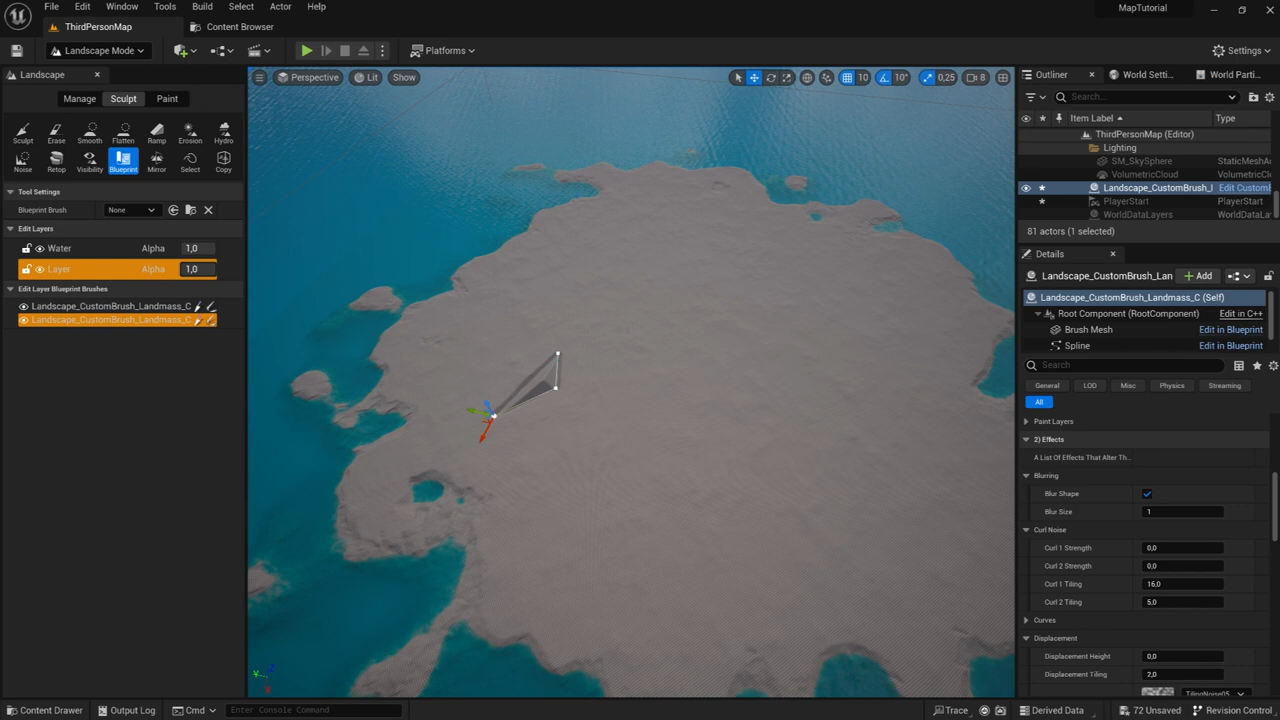 File Edit Window Tools Build Select Actor Help
MapTutorial
ThirdPersonMap
Content Browser
Landscape Mode
Platforms
Settings
Landscape
Manage Sculpt Paint
Sculpt Erase Smooth Flatten Ramp Erosion Hydro
Noise Retop Visibility Blueprint Mirror Select Copy
Tool Settings
Blueprint Brush None
Edit Layers
Water Alpha 1,0
Layer Alpha 1,0
Edit Layer Blueprint Brushes
Landscape_CustomBrush_Landmass_C
Landscape_CustomBrush_Landmass_C
Perspective Lit Show
10 10° 0,25 8
Z
Y
Outliner World Setti... World Parti...
Search...
Item Label Type
ThirdPersonMap (Editor)
Lighting
SM_SkySphere StaticMeshA
VolumetricCloud VolumetricCl
Landscape_CustomBrush_l Edit Custom
PlayerStart PlayerStart
WorldDataLayers WorldDataLa
81 actors (1 selected)
Details
Landscape_CustomBrush_Lan Add
Landscape_CustomBrush_Landmass_C (Self)
Root Component (RootComponent) Edit in C++
Brush Mesh Edit in Blueprint
Spline Edit in Blueprint
Search
General LOD Misc Physics Streaming
All
Paint Layers
2) Effects
A List Of Effects That Alter Th...
Blurring
Blur Shape
Blur Size 1
Curl Noise
Curl 1 Strength 0,0
Curl 2 Strength 0,0
Curl 1 Tiling 16,0
Curl 2 Tiling 5,0
Curves
Displacement
Displacement Height 0,0
Displacement Tiling 2,0
TilingNoise05
Content Drawer Output Log Cmd Enter Console Command
Trace Derived Data 72 Unsaved Revision Control